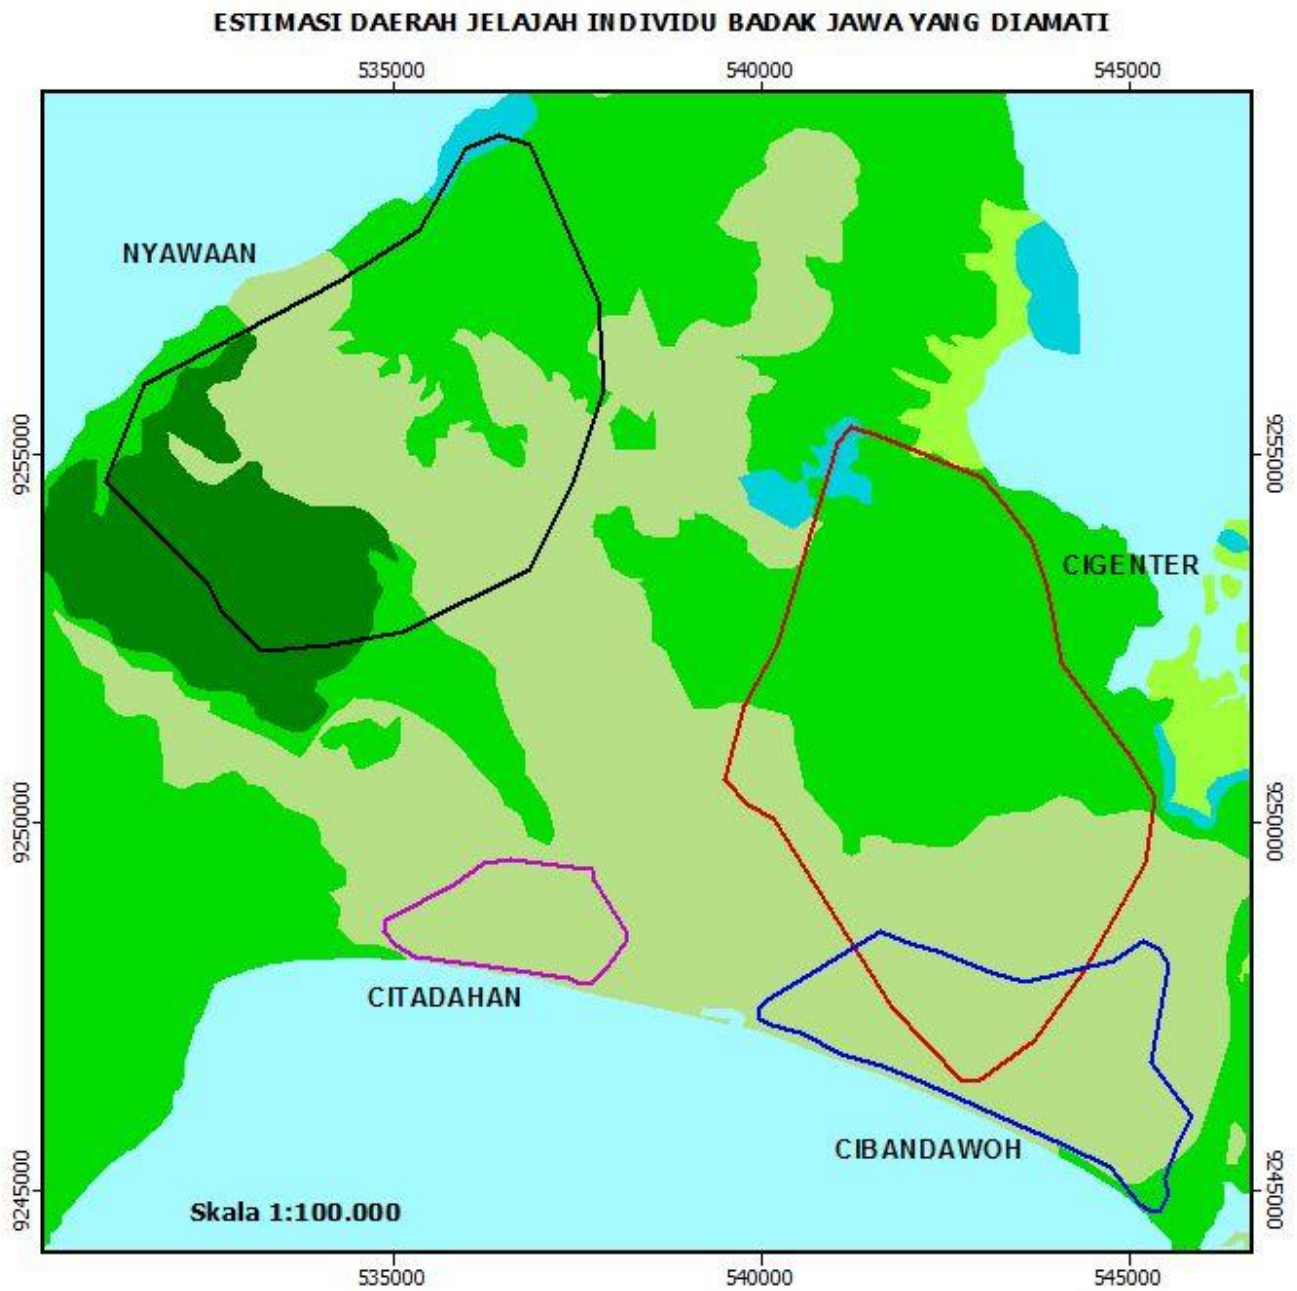 ESTIMASI DAERAH JELAJAH INDIVIDU BADAK JAWA YANG DIAMATI
535000 540000 545000
NYAWAAN
9255000 9255000
CIGENTER
9250000 9250000
CITADAHAN
CIBANDAWOH
9245000 9245000
Skala 1:100.000
535000 540000 545000